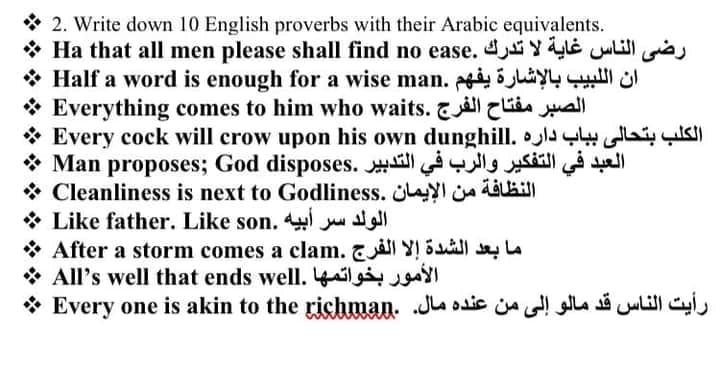 ❖ 2. Write down 10 English proverbs with their Arabic equivalents.
❖ Ha that all men please shall find no ease. رضى الناس غاية لا تدرك
❖ Half a word is enough for a wise man. ان اللبيب بالإشارة يفهم
❖ Everything comes to him who waits. الصبر مفتاح الفرج
❖ Every cock will crow upon his own dunghill. الكلب بتحالى بباب داره
❖ Man proposes; God disposes. العبد في التفكير والرب في التدبير
❖ Cleanliness is next to Godliness. النظافة من الإيمان
❖ Like father. Like son. الولد سر أبيه
❖ After a storm comes a clam. ما بعد الشدة إلا الفرج
❖ All’s well that ends well. الأمور بخواتمها
❖ Every one is akin to the richman. رأيت الناس قد مالو إلى من عنده مال.